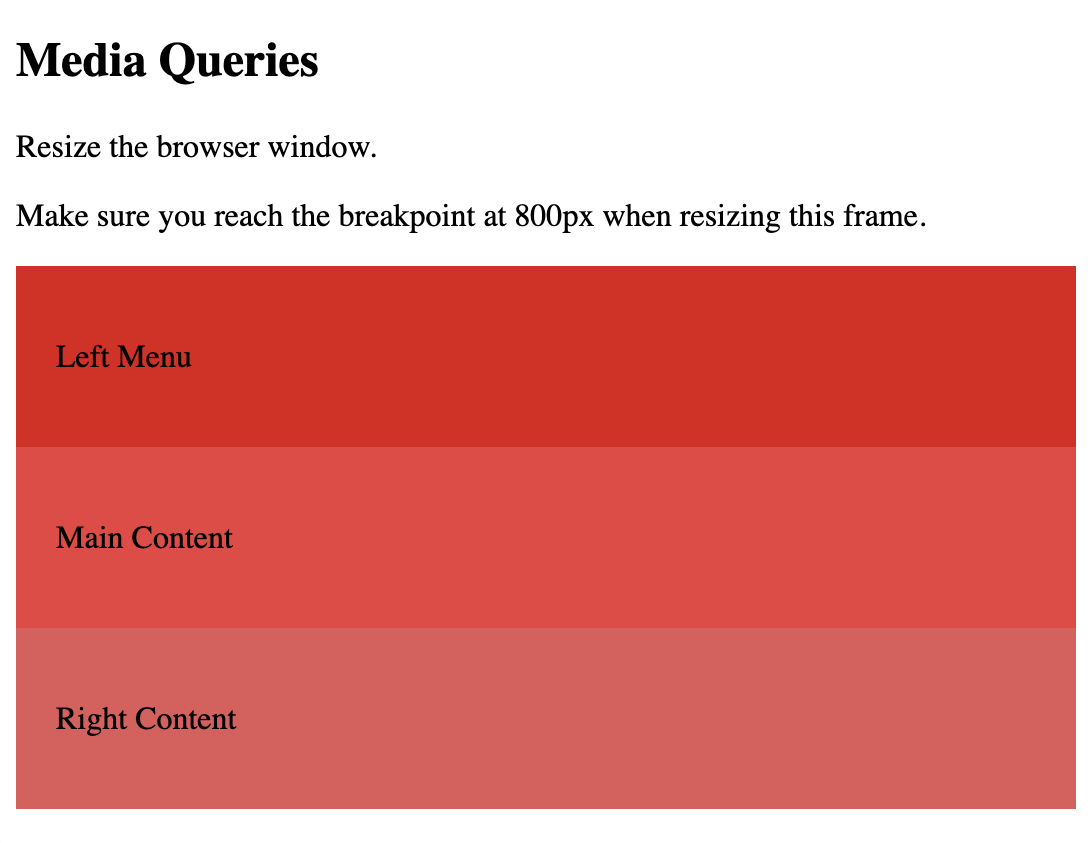 Media Queries
Resize the browser window.
Make sure you reach the breakpoint at 800px when resizing this frame.
Left Menu
Main Content
Right Content